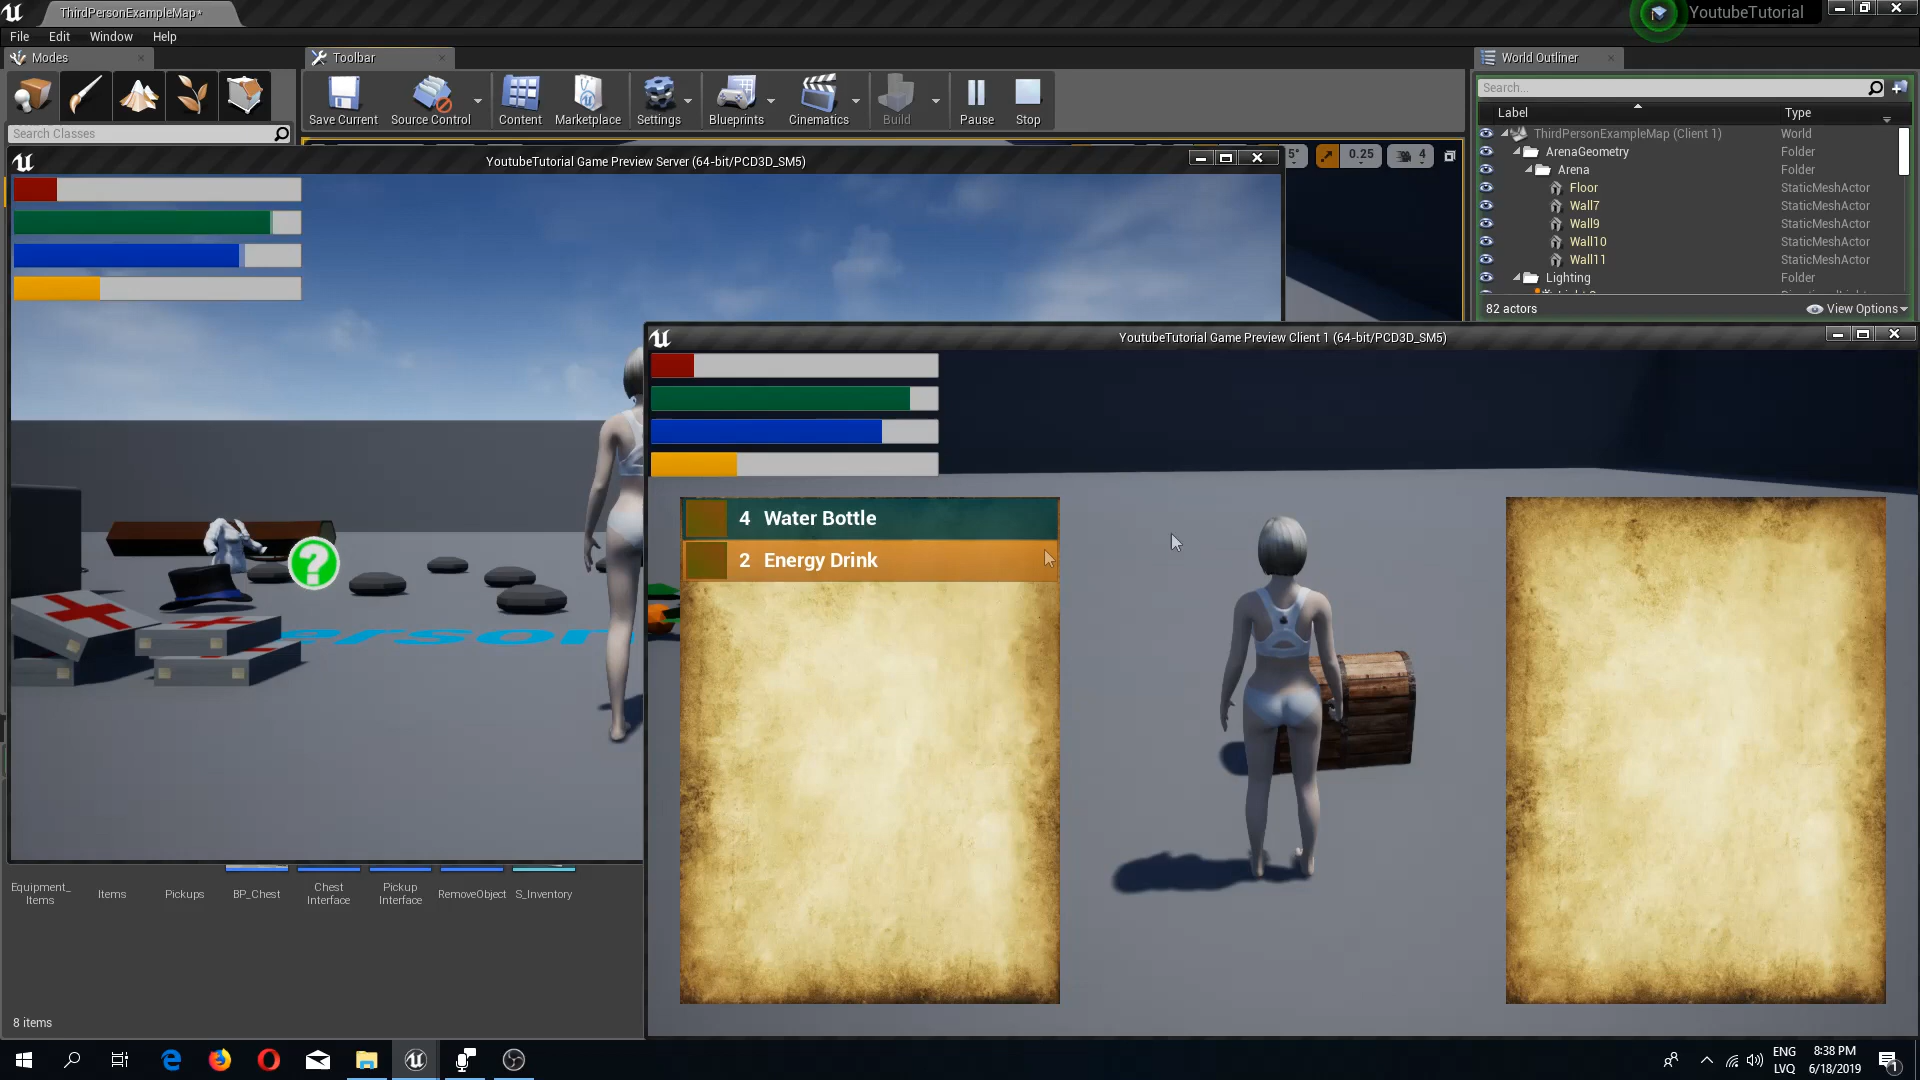 ThirdPersonExampleMap*
YoutubeTutorial
File Edit Window Help
Modes
Toolbar
World Outliner
Search Classes
Save Current
Source Control
Content
Marketplace
Settings
Blueprints
Cinematics
Build
Pause
Stop
Search...
Label Type
ThirdPersonExampleMap (Client 1) World
ArenaGeometry Folder
Arena Folder
Floor StaticMeshActor
Wall7 StaticMeshActor
Wall9 StaticMeshActor
Wall10 StaticMeshActor
Wall11 StaticMeshActor
Lighting Folder
82 actors
View Options
YoutubeTutorial Game Preview Server (64-bit/PCD3D_SM5)
5° 0.25 4
YoutubeTutorial Game Preview Client 1 (64-bit/PCD3D_SM5)
4 Water Bottle
2 Energy Drink
?
erson
Equipment_
Items
Items
Pickups
BP_Chest
Chest
Interface
Pickup
Interface
RemoveObject
S_Inventory
8 items
ENG
LVQ
8:38 PM
6/18/2019
1